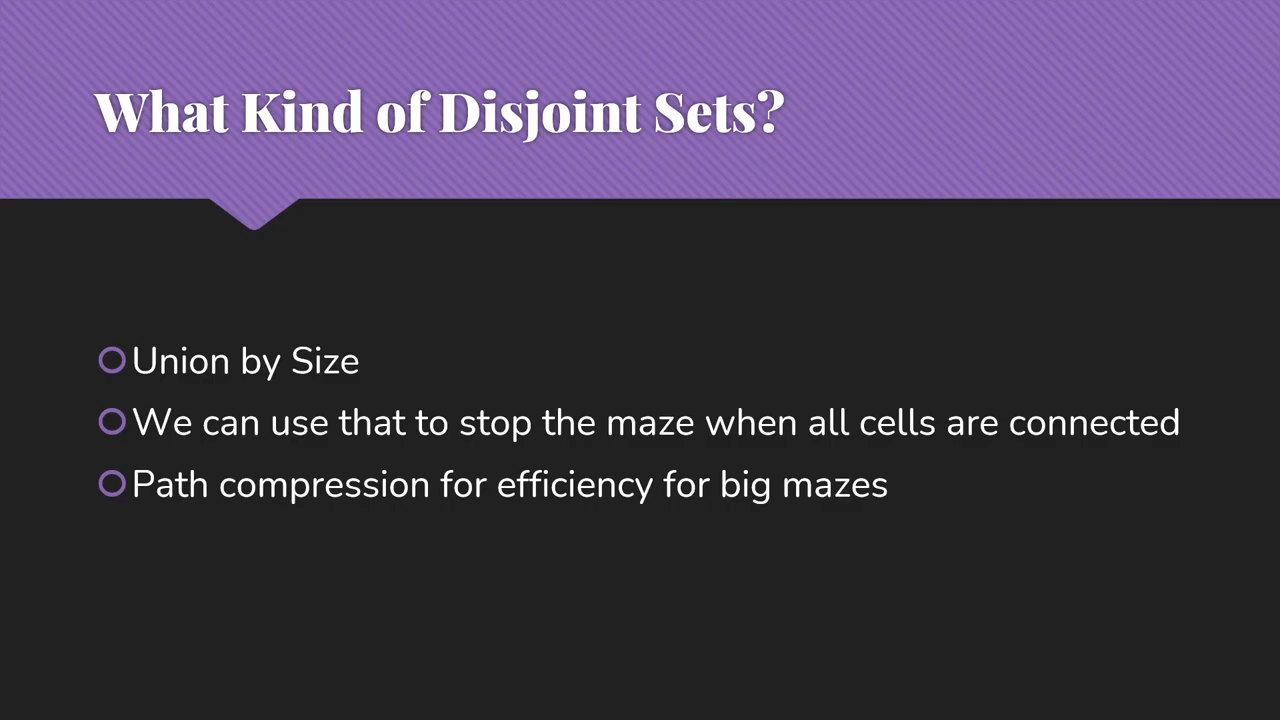 What Kind of Disjoint Sets?
Union by Size
We can use that to stop the maze when all cells are connected
Path compression for efficiency for big mazes